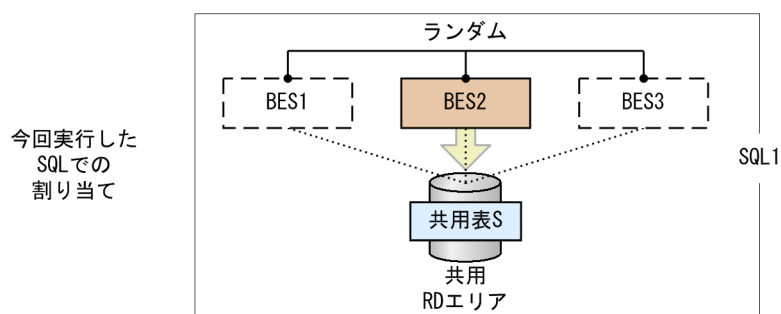 ランダム
BES1
BES2
BES3
今回実行した
SQLでの
割り当て
SQL1
共用表S
共用
RDエリア